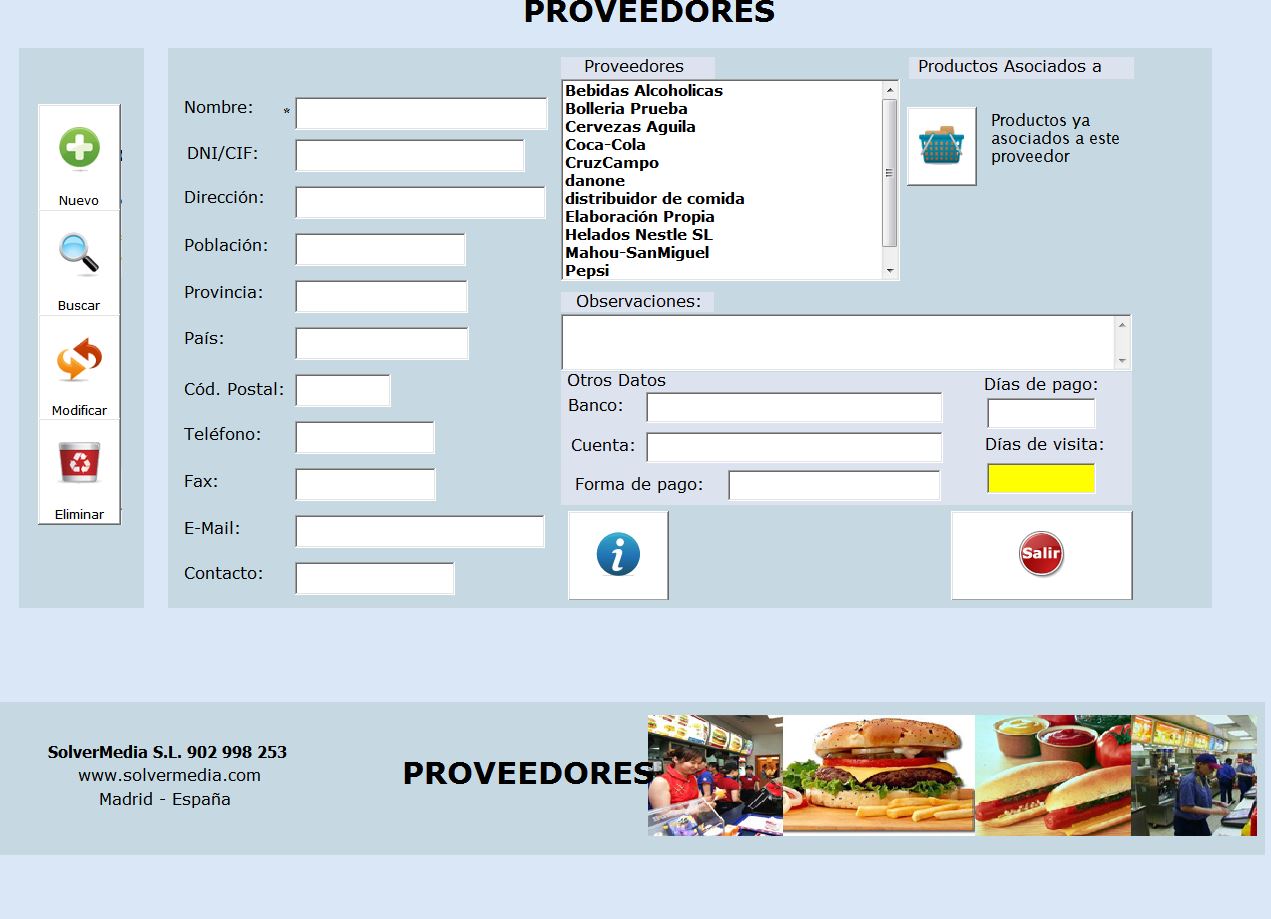 PROVEEDORES
Nuevo
Buscar
Modificar
Eliminar
Nombre: *
DNI/CIF:
Dirección:
Población:
Provincia:
País:
Cód. Postal:
Teléfono:
Fax:
E-Mail:
Contacto:
Proveedores
Bebidas Alcoholicas
Bolleria Prueba
Cervezas Aguila
Coca-Cola
CruzCampo
danone
distribuidor de comida
Elaboración Propia
Helados Nestle SL
Mahou-SanMiguel
Pepsi
Productos Asociados a
Productos ya
asociados a este
proveedor
Observaciones:
Otros Datos
Banco:
Cuenta:
Forma de pago:
Días de pago:
Días de visita:
i
Salir
SolverMedia S.L. 902 998 253
www.solvermedia.com
Madrid - España
PROVEEDORES